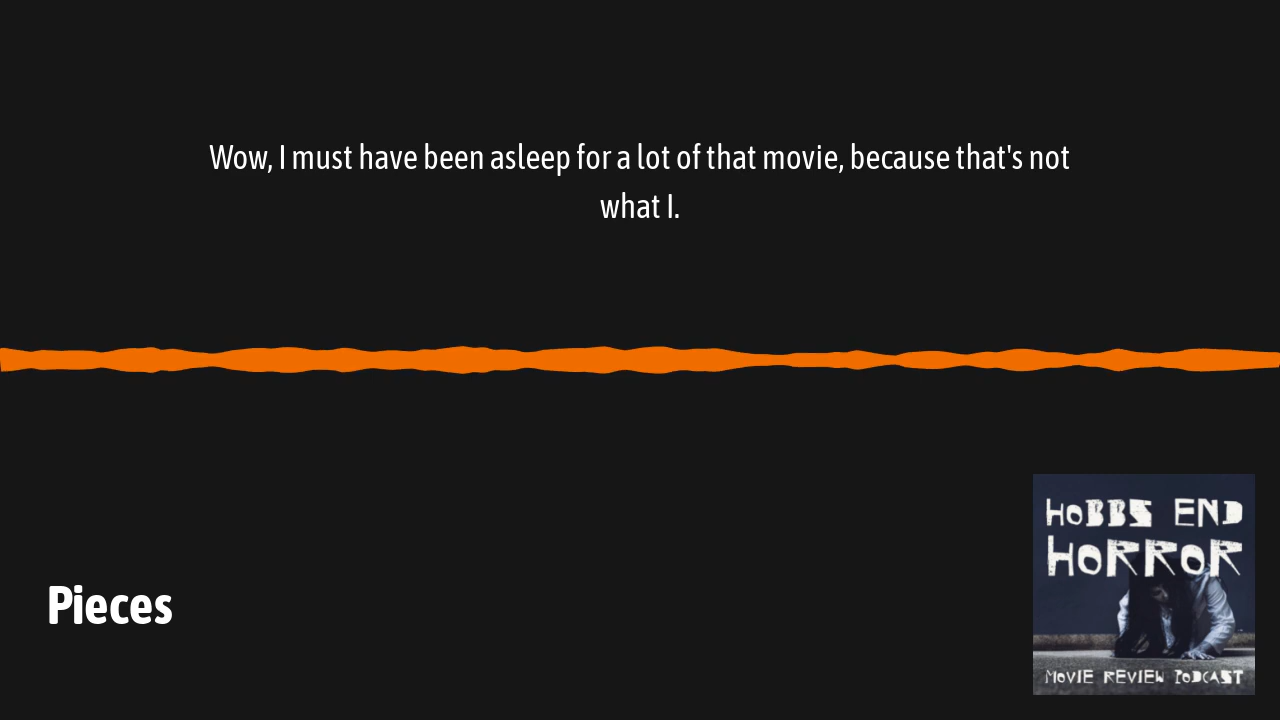 Wow, I must have been asleep for a lot of that movie, because that's not
what I.
HOBBS END
HORROR
Pieces
MOVIE REVIEW PODCAST